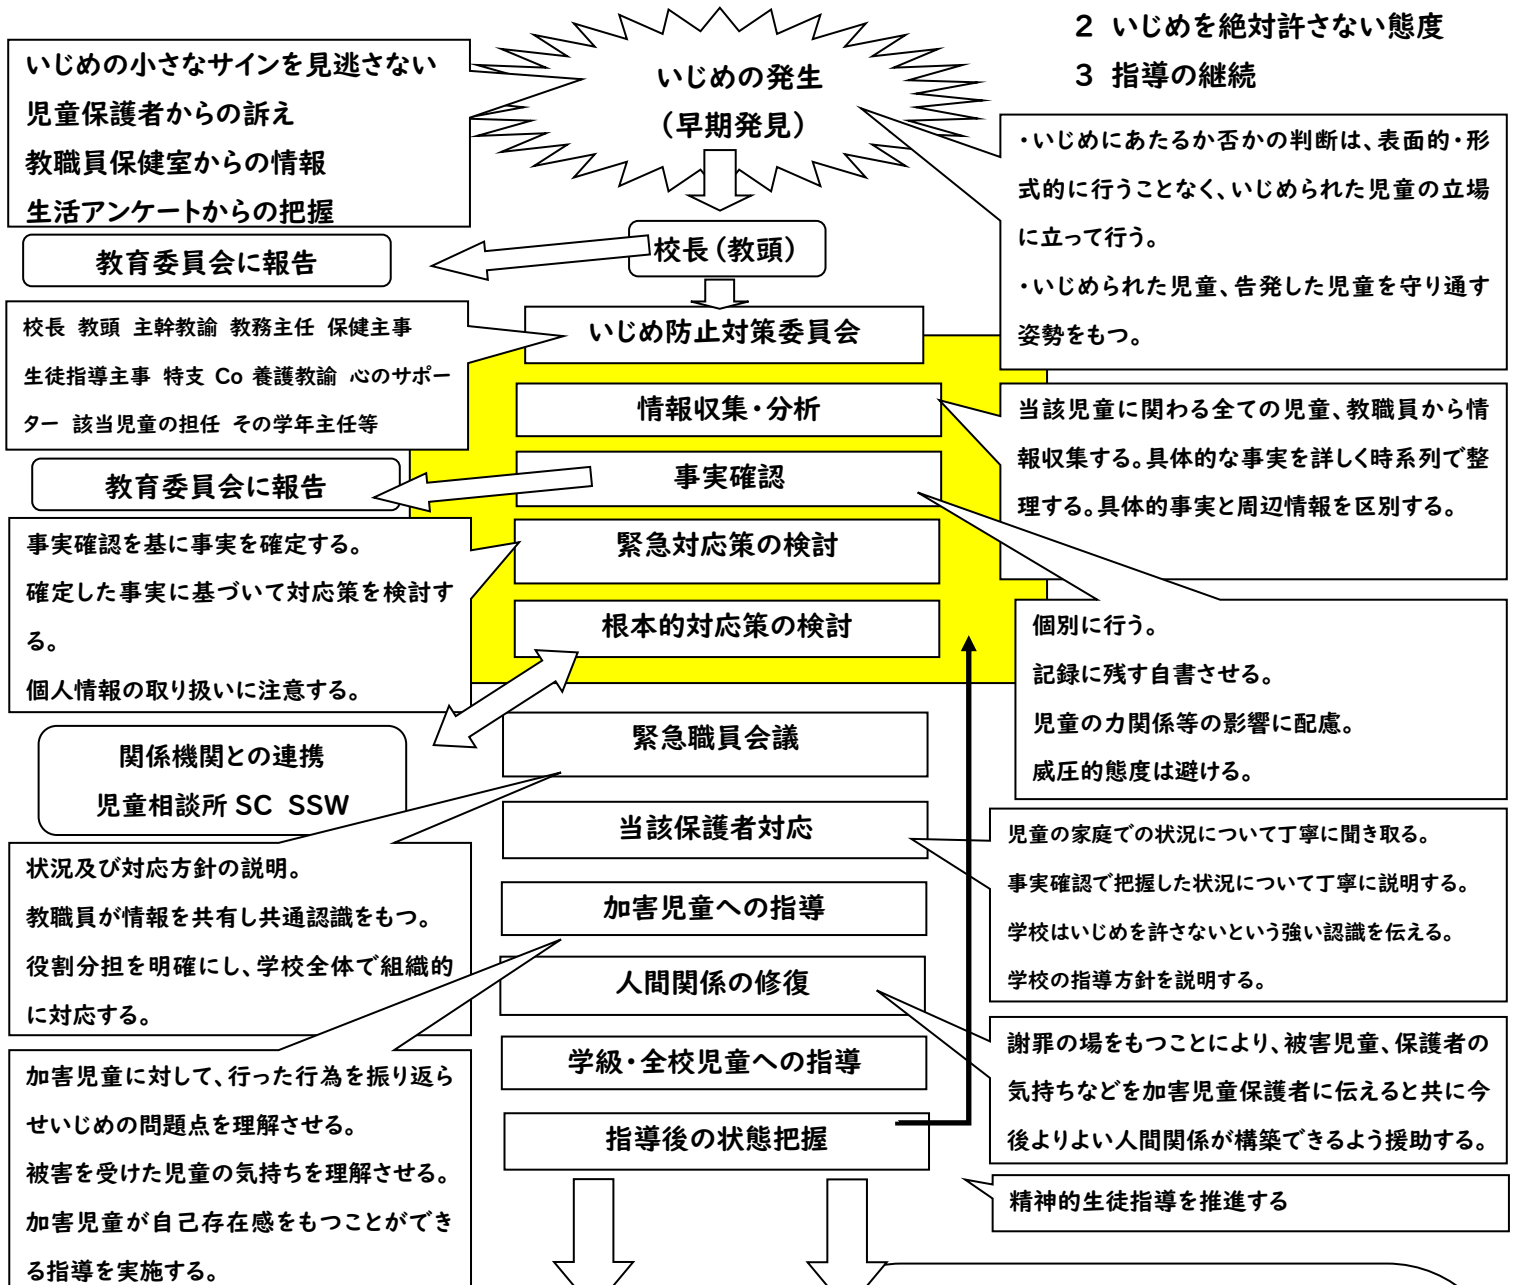 2 いじめを絶対許さない態度
3 指導の継続
いじめの発生
（早期発見）
いじめの小さなサインを見逃さない
児童保護者からの訴え
教職員保健室からの情報
生活アンケートからの把握
・いじめにあたるか否かの判断は、表面的・形
式的に行うことなく、いじめられた児童の立場
に立って行う。
・いじめられた児童、告発した児童を守り通す
姿勢をもつ。
校長（教頭）
教育委員会に報告
いじめ防止対策委員会
校長 教頭 主幹教諭 教務主任 保健主事
生徒指導主事 特支 Co 養護教諭 心のサポー
ター 該当児童の担任 その学年主任等
情報収集・分析
当該児童に関わる全ての児童、教職員から情
報収集する。具体的な事実を詳しく時系列で整
理する。具体的事実と周辺情報を区別する。
事実確認
教育委員会に報告
緊急対応策の検討
事実確認を基に事実を確定する。
確定した事実に基づいて対応策を検討す
る。
個人情報の取り扱いに注意する。
根本的対応策の検討
個別に行う。
記録に残す自書させる。
児童の力関係等の影響に配慮。
威圧的態度は避ける。
関係機関との連携
児童相談所 SC SSW
緊急職員会議
状況及び対応方針の説明。
教職員が情報を共有し共通認識をもつ。
役割分担を明確にし、学校全体で組織的
に対応する。
当該保護者対応
児童の家庭での状況について丁寧に聞き取る。
事実確認で把握した状況について丁寧に説明する。
学校はいじめを許さないという強い認識を伝える。
学校の指導方針を説明する。
加害児童への指導
加害児童に対して、行った行為を振り返ら
せいじめの問題点を理解させる。
被害を受けた児童の気持ちを理解させる。
加害児童が自己存在感をもつことができ
る指導を実施する。
人間関係の修復
謝罪の場をもつことにより、被害児童、保護者の
気持ちなどを加害児童保護者に伝えると共に今
後よりよい人間関係が構築できるよう援助する。
学級・全校児童への指導
指導後の状態把握
精神的生徒指導を推進する